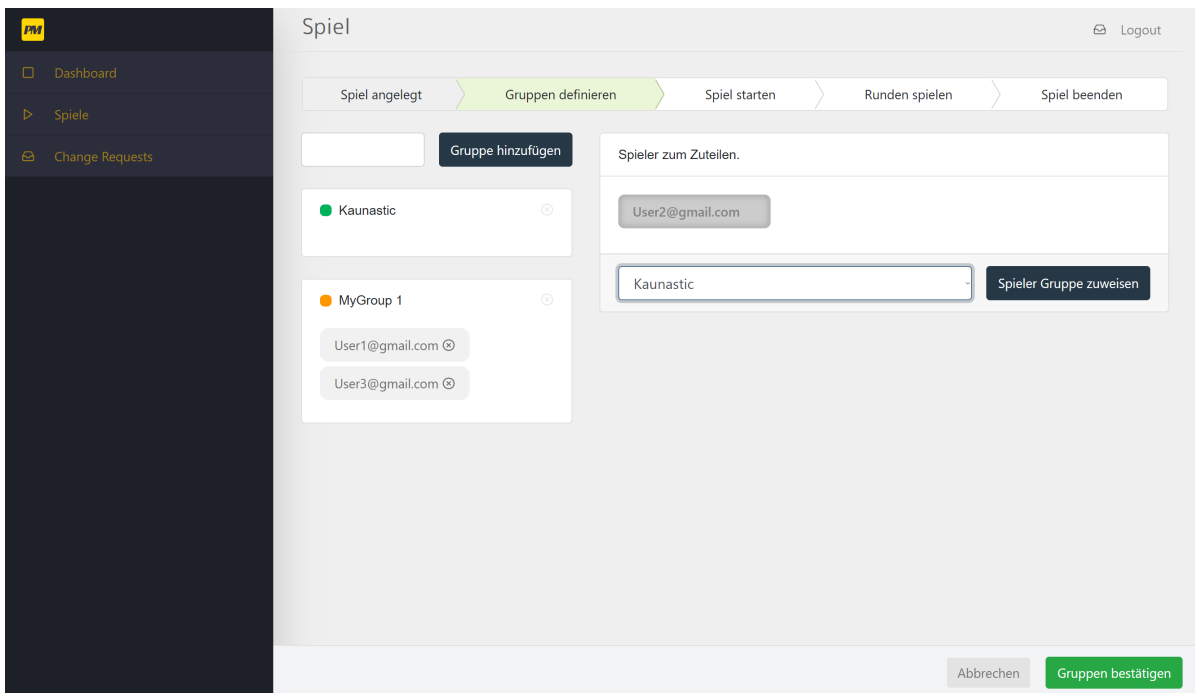 PM
Dashboard
Spiele
Change Requests
Spiel
Logout
Spiel angelegt
Gruppen definieren
Spiel starten
Runden spielen
Spiel beenden
Gruppe hinzufügen
Kaunastic
MyGroup 1
User1@gmail.com
User3@gmail.com
Spieler zum Zuteilen.
User2@gmail.com
Kaunastic
Spieler Gruppe zuweisen
Abbrechen
Gruppen bestätigen